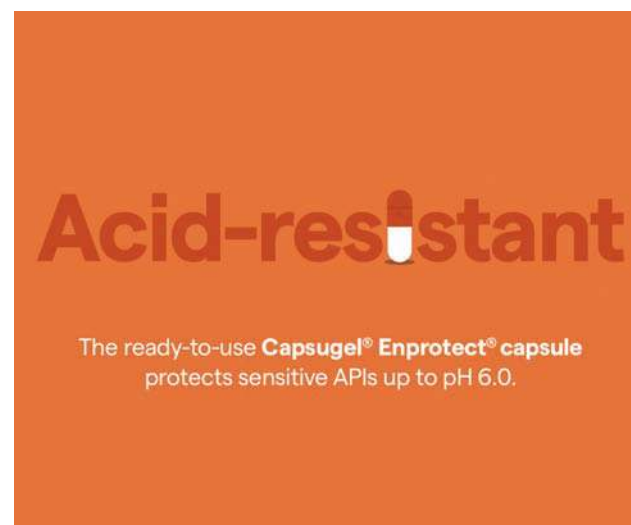 Acid-resistant
The ready-to-use Capsugel® Enprotect® capsule
protects sensitive APIs up to pH 6.0.